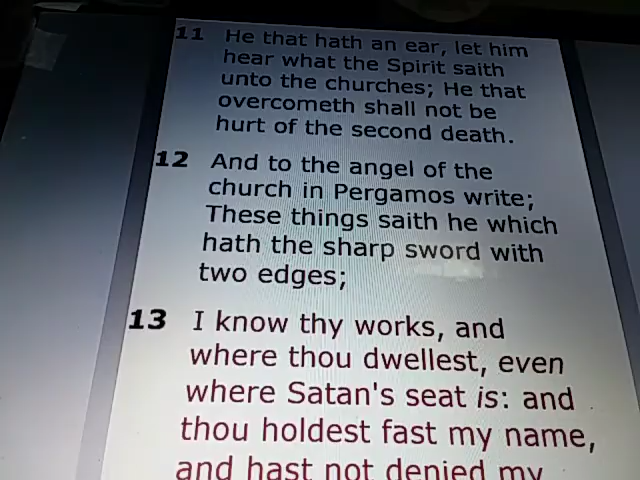 11 He that hath an ear, let him
hear what the Spirit saith
unto the churches; He that
overcometh shall not be
hurt of the second death.
12 And to the angel of the
church in Pergamos write;
These things saith he which
hath the sharp sword with
two edges;
13 I know thy works, and
where thou dwellest, even
where Satan's seat is: and
thou holdest fast my name,
and hast not denied my